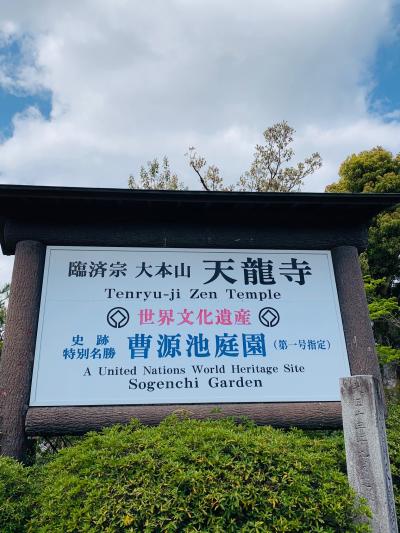 臨済宗 大本山 天龍寺
Tenryu-ji Zen Temple
世界文化遺産
史跡
特別名勝 曹源池庭園 (第一号指定)
A United Nations World Heritage Site
Sogenchi Garden